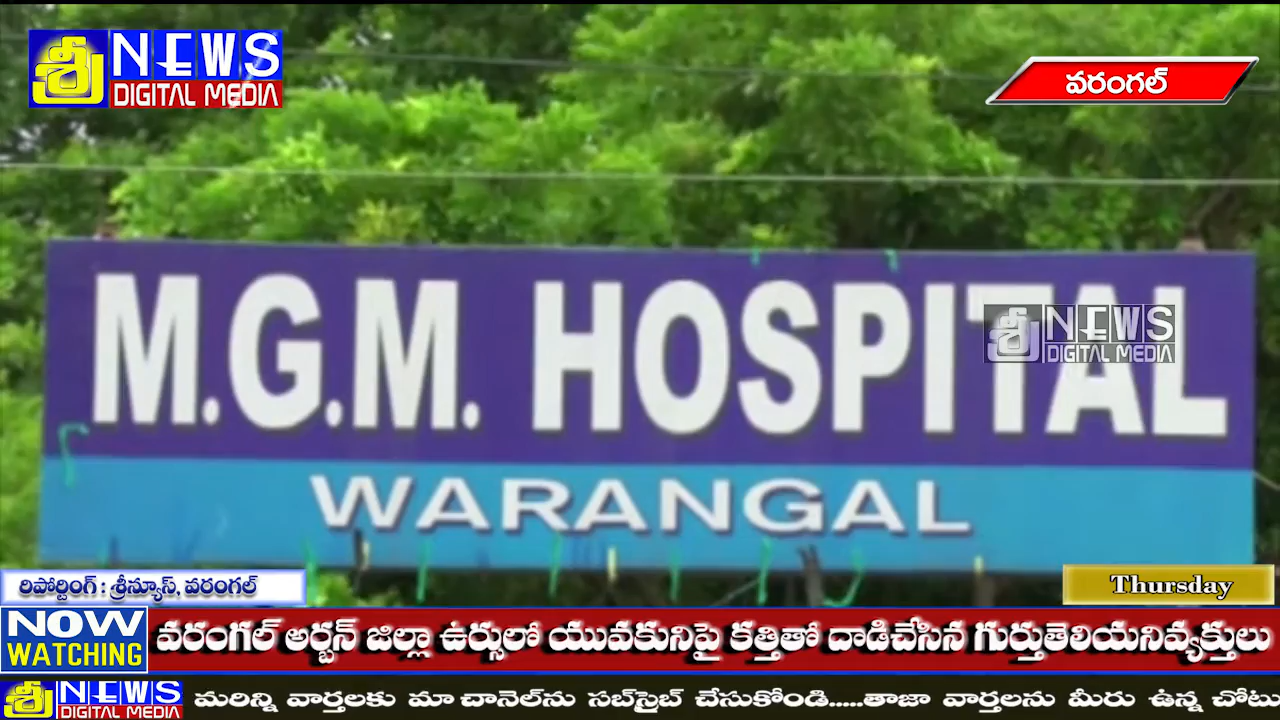 శ్రీ NEWS
DIGITAL MEDIA
వరంగల్
M.G.M. HOSPITAL
శ్రీ NEWS
DIGITAL MEDIA
WARANGAL
రిపోర్టింగ్ : శ్రీన్యూస్, వరంగల్
Thursday
NOW
WATCHING
వరంగల్ అర్బన్ జిల్లా ఉర్సులో యువకునిపై కత్తితో దాడిచేసిన గుర్తుతెలియనివ్యక్తులు
శ్రీ NEWS
DIGITAL MEDIA
మరిన్ని వార్తలకు మా చానెల్‌ను సబ్‌స్రైబ్ చేసుకోండి.....తాజా వార్తలను మీరు ఉన్న చోటు